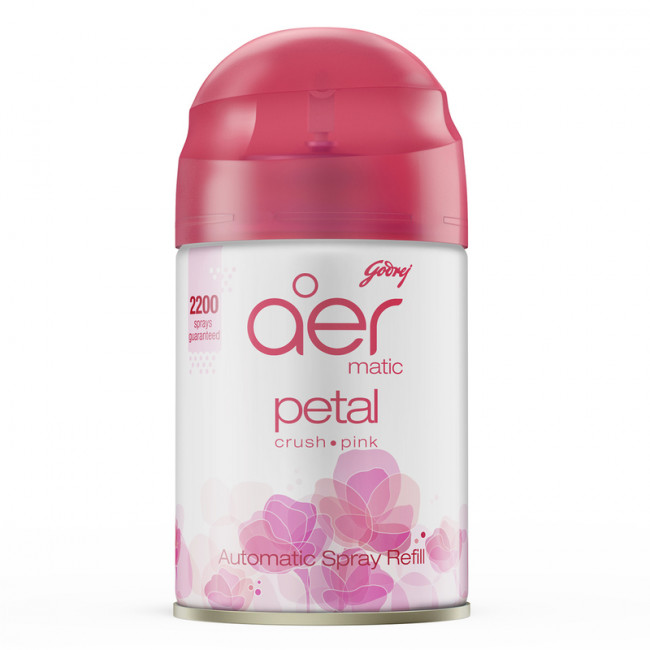 Godrej
aer
matic
2200
sprays
guaranteed
petal
crush • pink
Automatic Spray Refill